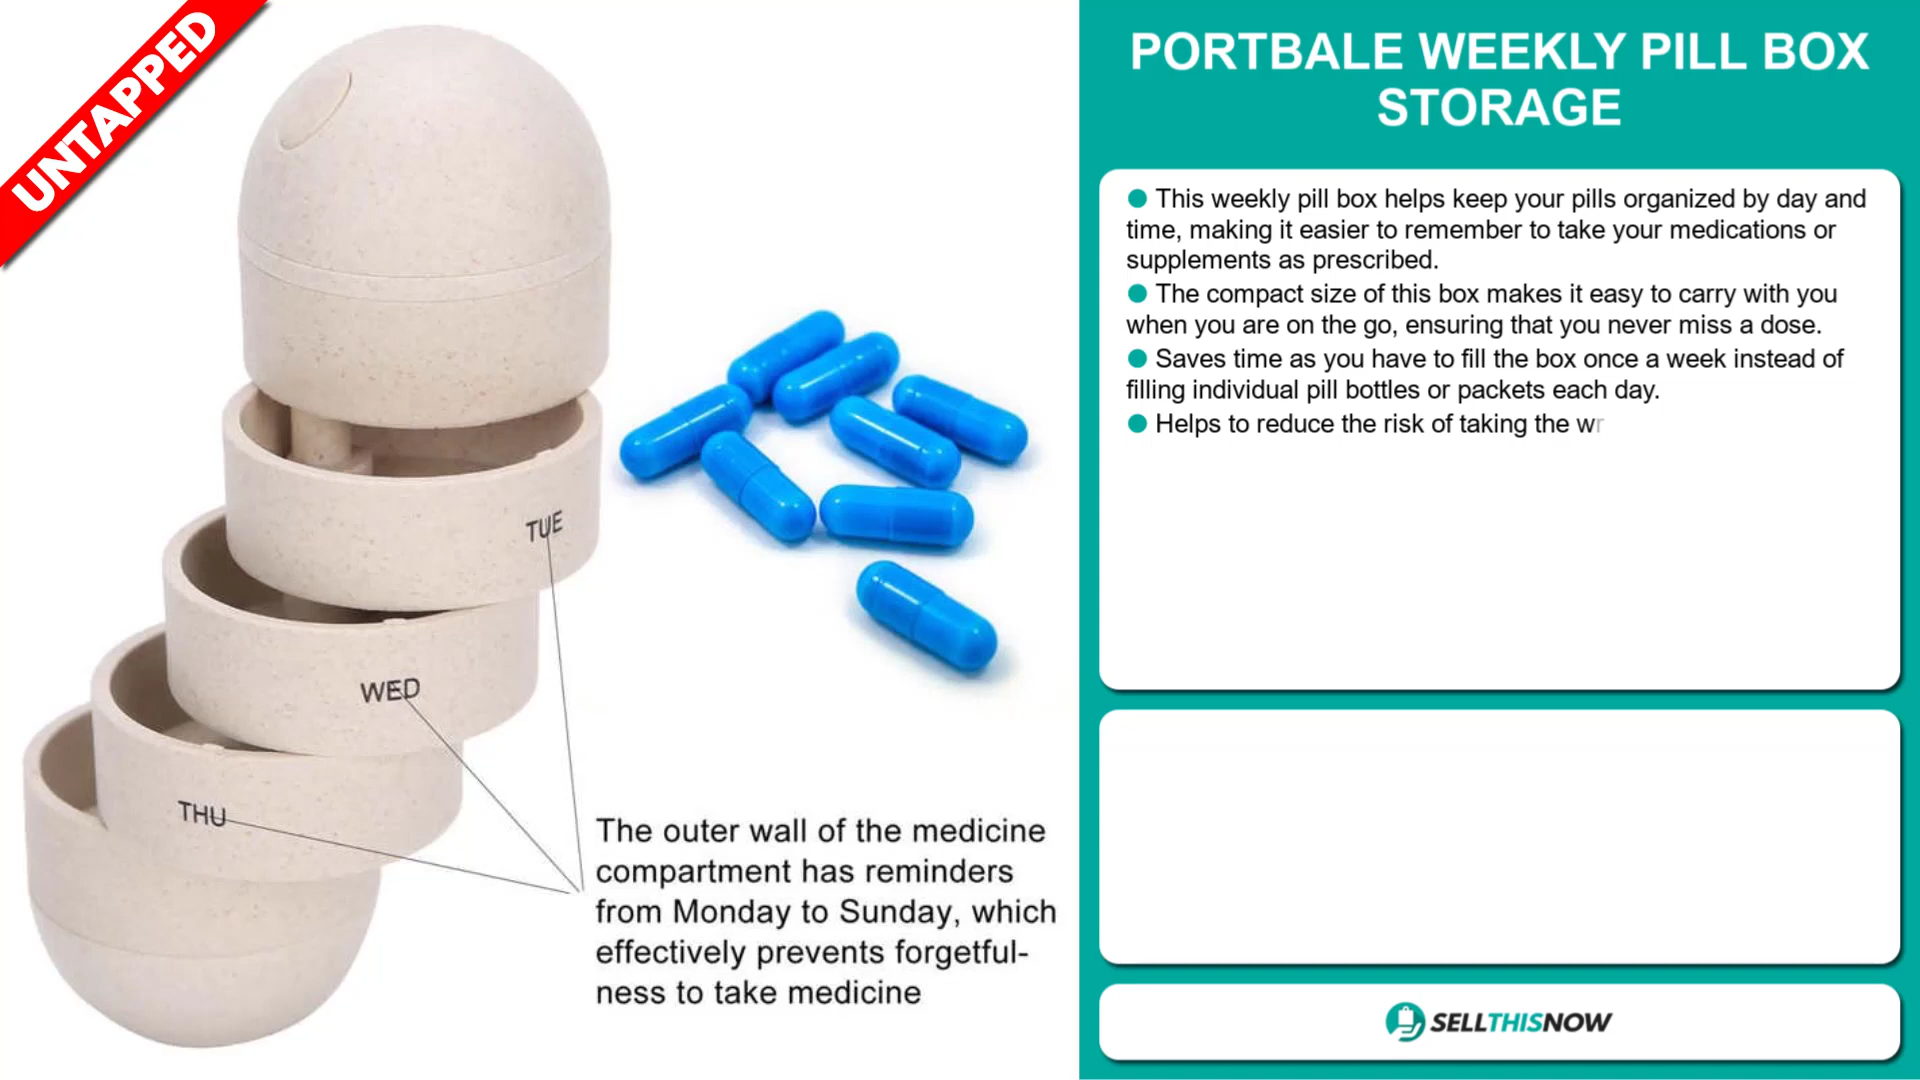 UNTAPPED
TUE
WED
THU
The outer wall of the medicine
compartment has reminders
from Monday to Sunday, which
effectively prevents forgetful-
ness to take medicine
PORTBALE WEEKLY PILL BOX
STORAGE
● This weekly pill box helps keep your pills organized by day and
time, making it easier to remember to take your medications or
supplements as prescribed.
● The compact size of this box makes it easy to carry with you
when you are on the go, ensuring that you never miss a dose.
● Saves time as you have to fill the box once a week instead of
filling individual pill bottles or packets each day.
● Helps to reduce the risk of taking the wr
SELLTHISNOW